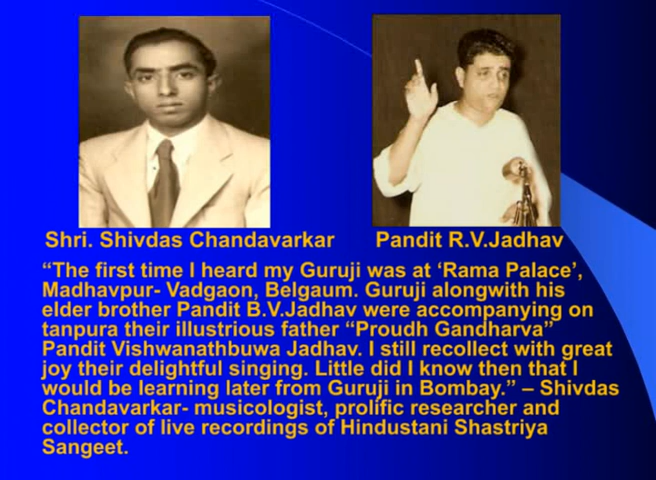 Shri. Shivdas Chandavarkar
Pandit R.V.Jadhav
“The first time I heard my Guruji was at ‘Rama Palace’,
Madhavpur- Vadgaon, Belgaum. Guruji alongwith his
elder brother Pandit B.V.Jadhav were accompanying on
tanpura their illustrious father “Proudh Gandharva”
Pandit Vishwanathbuwa Jadhav. I still recollect with great
joy their delightful singing. Little did I know then that I
would be learning later from Guruji in Bombay.” – Shivdas
Chandavarkar- musicologist, prolific researcher and
collector of live recordings of Hindustani Shastriya
Sangeet.